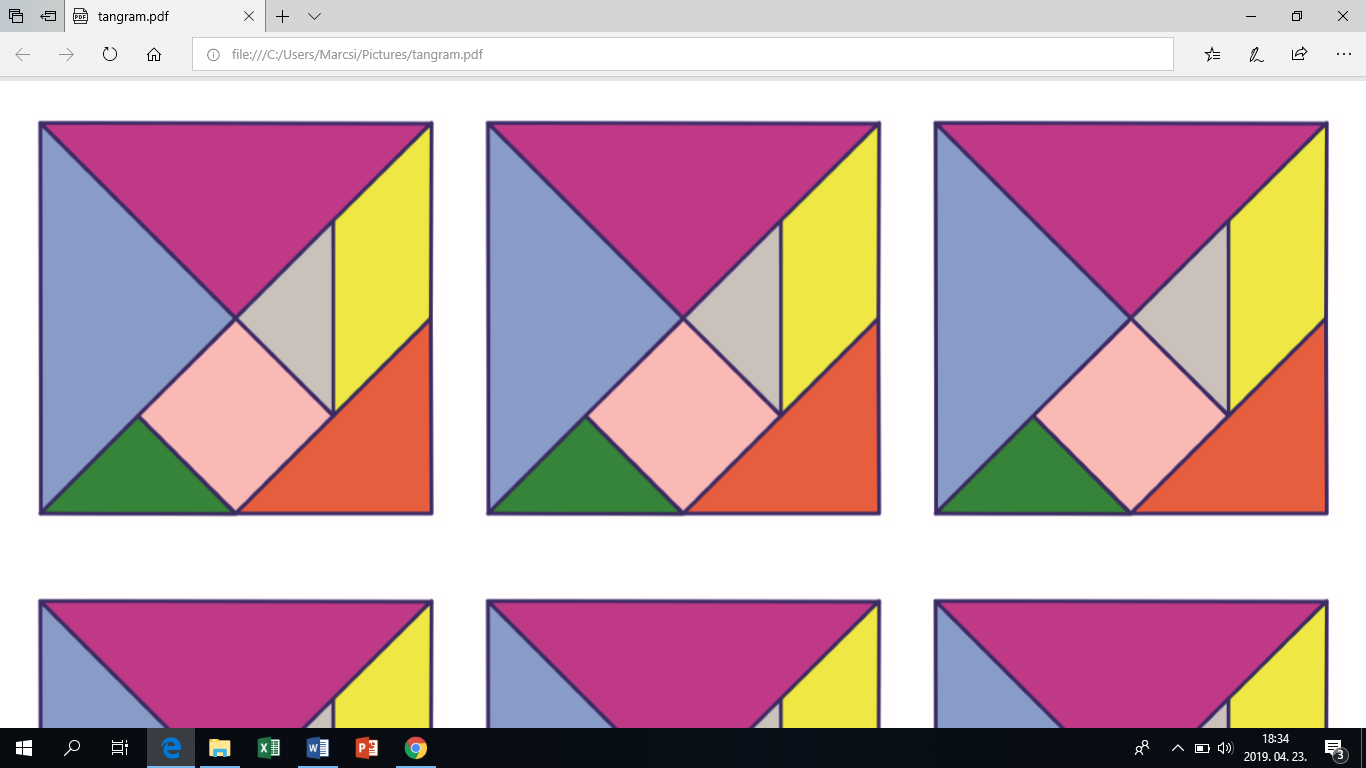 tangram.pdf
file:///C:/Users/Marcsi/Pictures/tangram.pdf
18:34
2019. 04. 23.
3